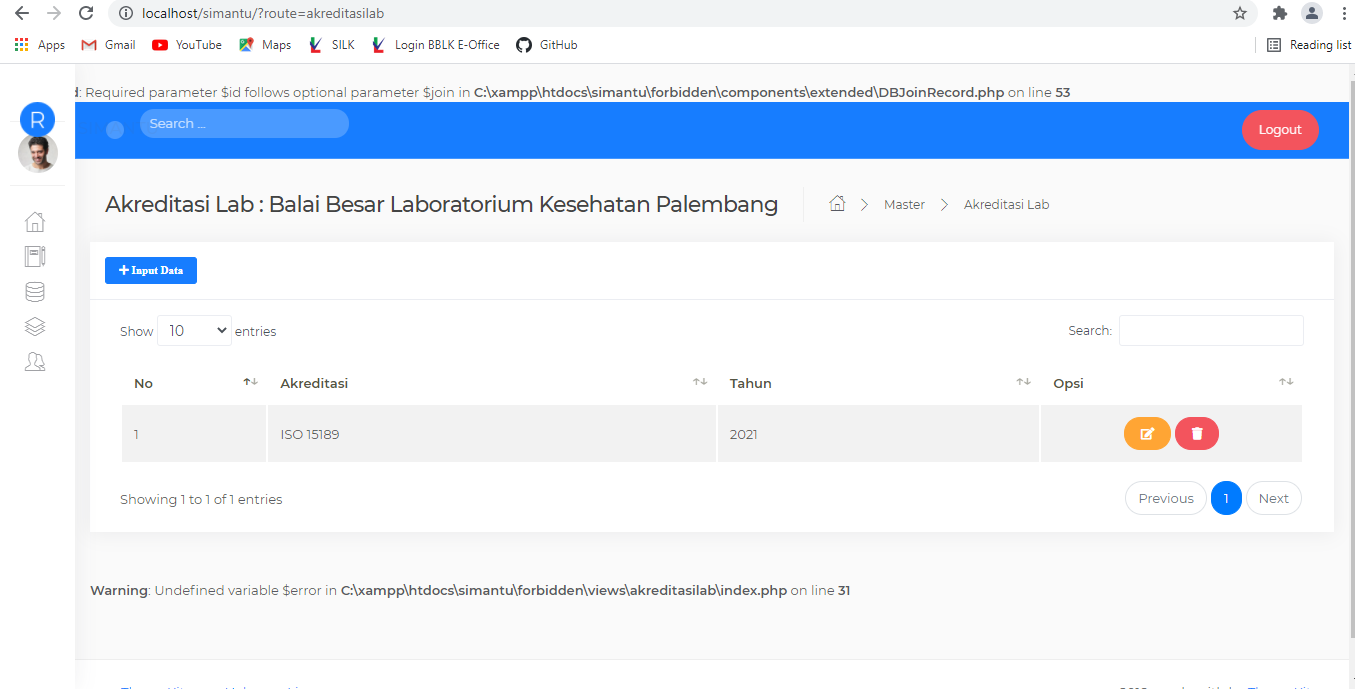 localhost/simantu/?route=akreditasilab
Apps Gmail YouTube Maps SILK Login BBLK E-Office GitHub Reading list
d: Required parameter $id follows optional parameter $join in C:\xampp\htdocs\simantu\forbidden\components\extended\DBJoinRecord.php on line 53
R
Search ...
Logout
Akreditasi Lab : Balai Besar Laboratorium Kesehatan Palembang
Master
Akreditasi Lab
Input Data
Show 10 entries
Search:
No Akreditasi Tahun Opsi
1 ISO 15189 2021
Showing 1 to 1 of 1 entries
Previous 1 Next
Warning: Undefined variable $error in C:\xampp\htdocs\simantu\forbidden\views\akreditasilab\index.php on line 31